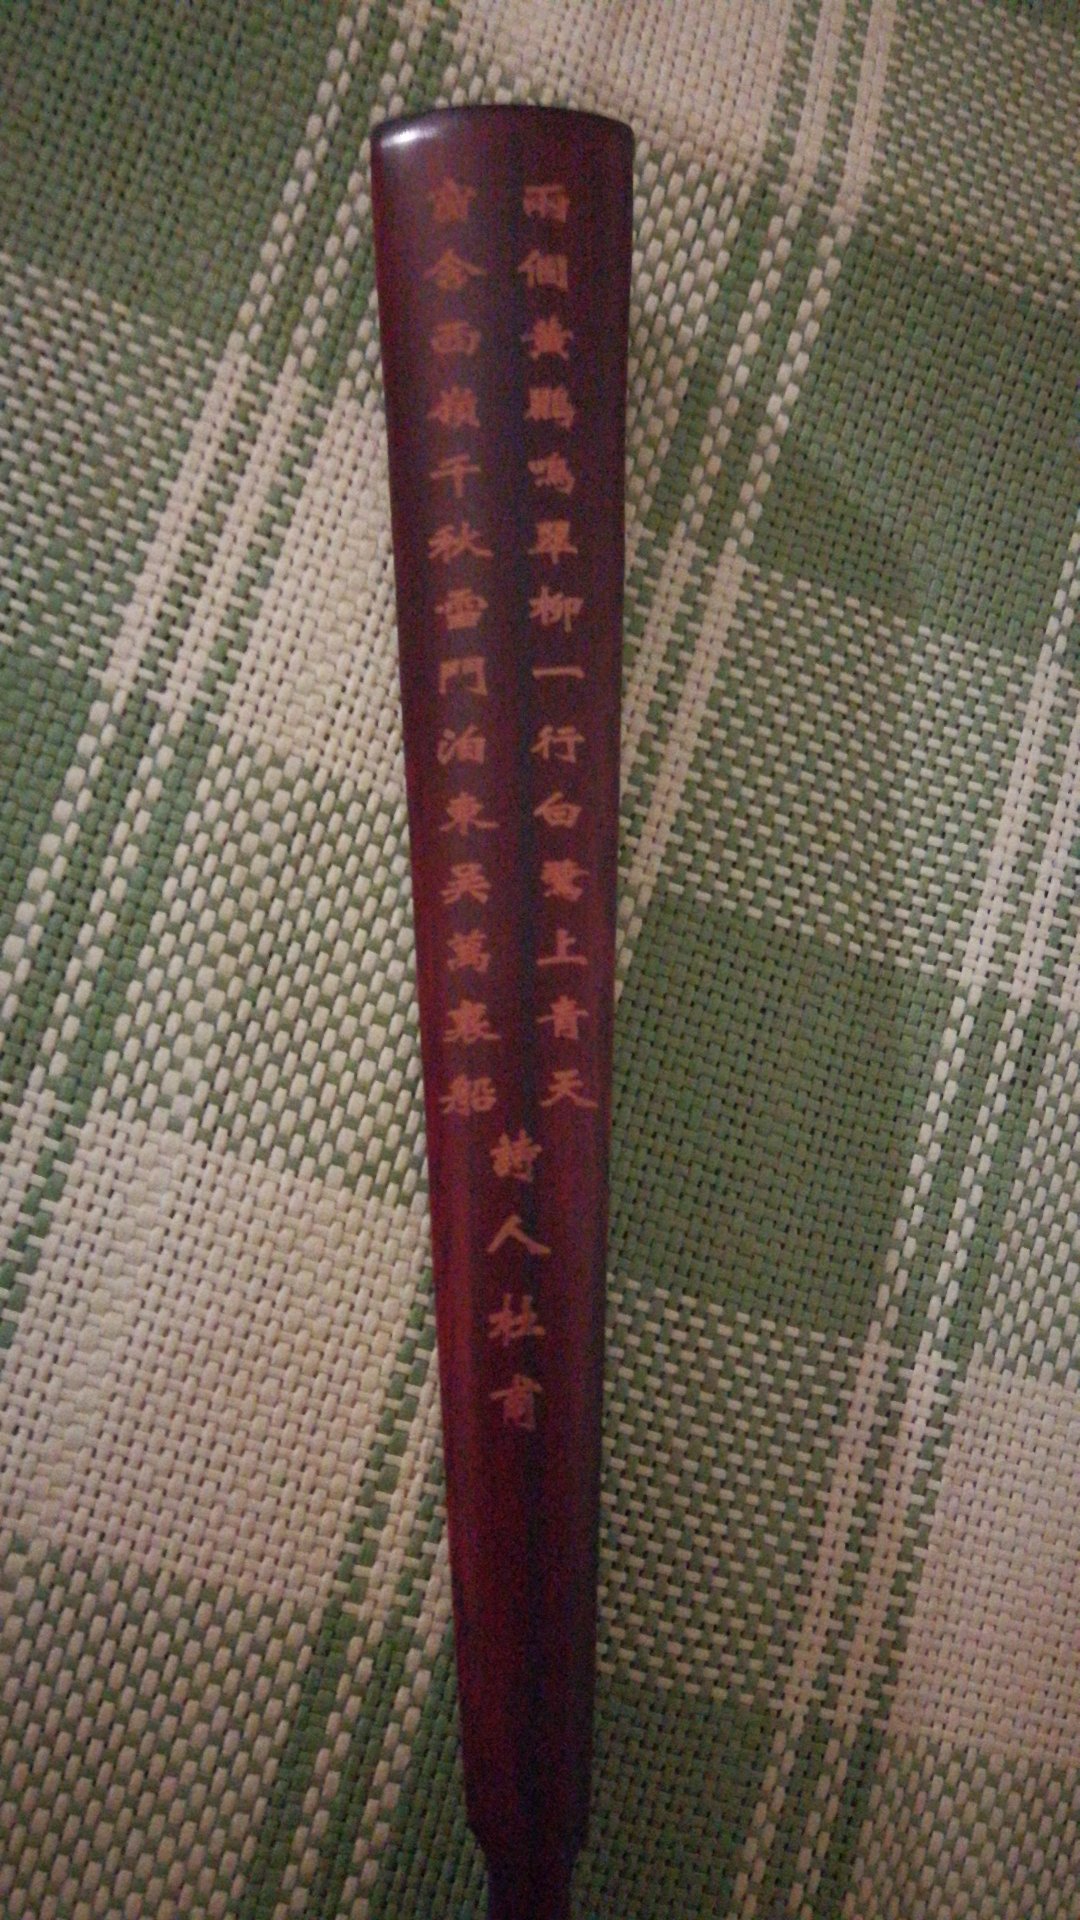 兩個黃鸝鳴翠柳一行白鷺上青天
窗含西嶺千秋雪門泊東吳萬里船
詩人杜甫